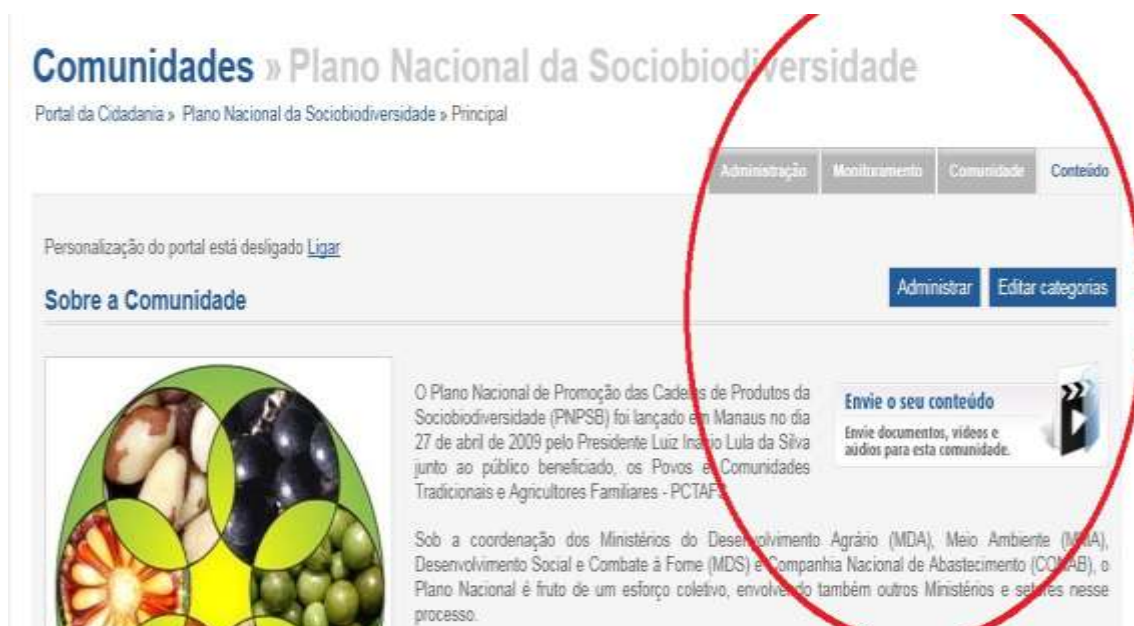 Comunidades » Plano Nacional da Sociobiodiversidade
Portal da Cidadania » Plano Nacional da Sociobiodiversidade » Principal
Administração Monitoramento Comunidade Conteúdo
Personalização do portal está desligado Ligar
Administrar Editar categorias
Sobre a Comunidade
O Plano Nacional de Promoção das Cadeias de Produtos da
Sociobiodiversidade (PNPSB) foi lançado em Manaus no dia
27 de abril de 2009 pelo Presidente Luiz Inácio Lula da Silva
junto ao público beneficiado, os Povos e Comunidades
Tradicionais e Agricultores Familiares - PCTAFs.
Envie o seu conteúdo
Envie documentos, vídeos e
aúdios para esta comunidade.
Sob a coordenação dos Ministérios do Desenvolvimento Agrário (MDA), Meio Ambiente (MMA),
Desenvolvimento Social e Combate à Fome (MDS) e Companhia Nacional de Abastecimento (CONAB), o
Plano Nacional é fruto de um esforço coletivo, envolvendo também outros Ministérios e setores nesse
processo.